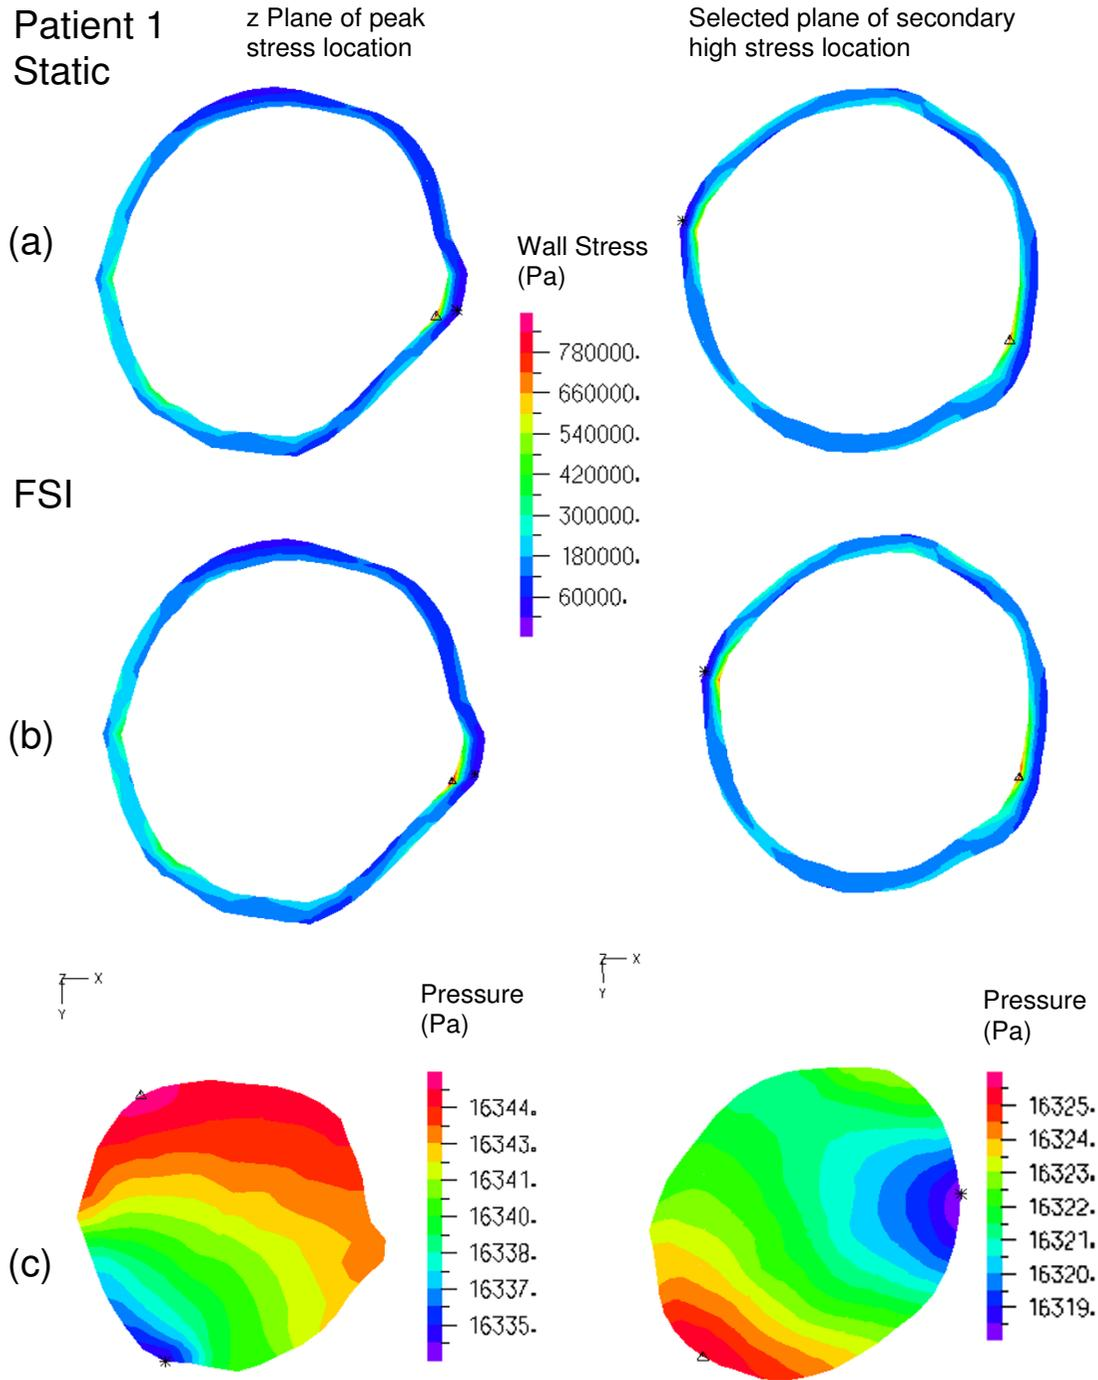 Patient 1
Static
z Plane of peak
stress location
Selected plane of secondary
high stress location
(a)
Wall Stress
(Pa)
780000.
660000.
540000.
420000.
300000.
180000.
60000.
FSI
(b)
Z X
Y
Z X
Y
Pressure
(Pa)
16344.
16343.
16341.
16340.
16338.
16337.
16335.
Pressure
(Pa)
16325.
16324.
16323.
16322.
16321.
16320.
16319.
(c)